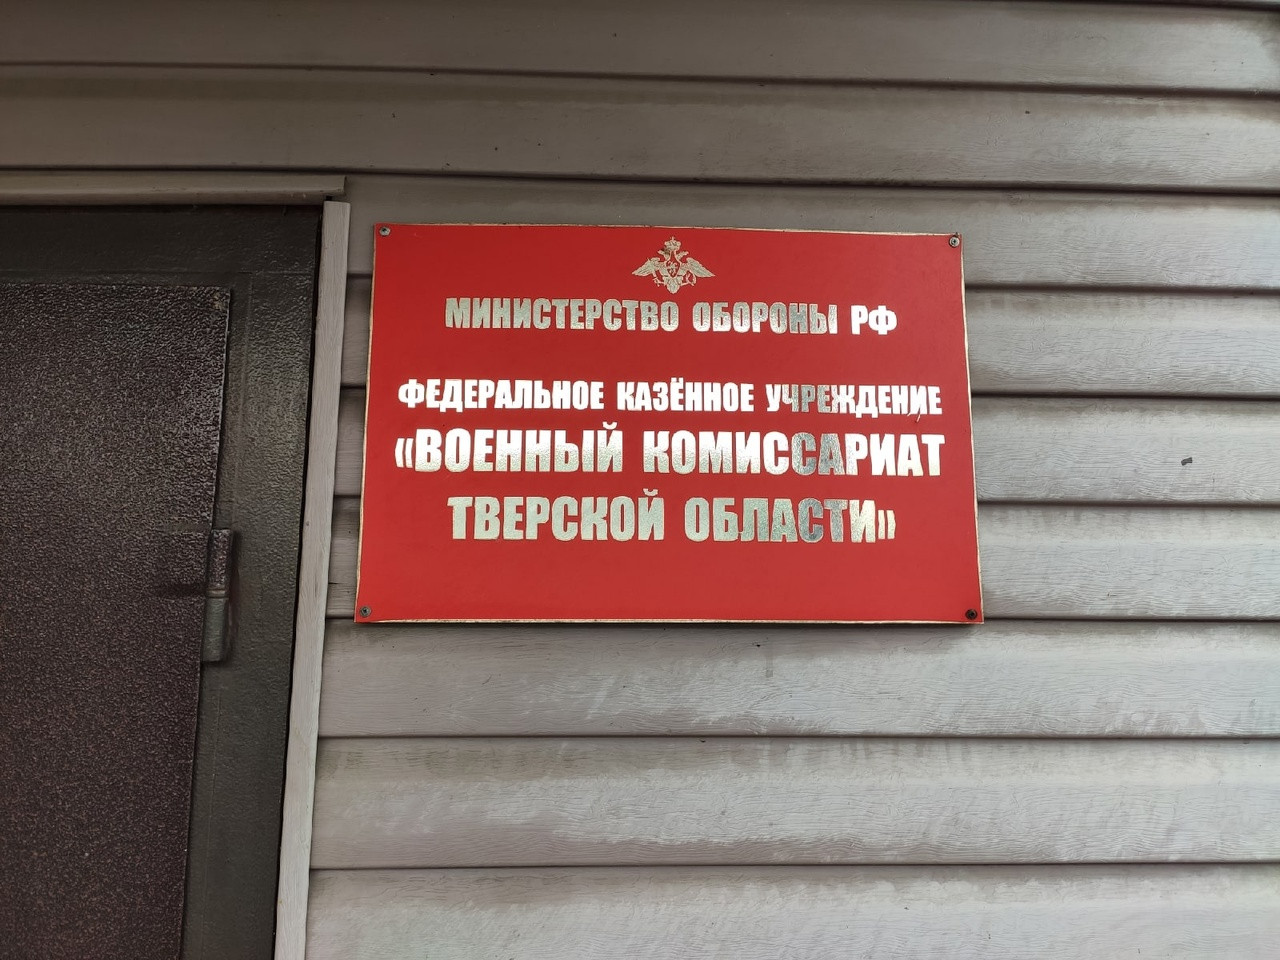 МИНИСТЕРСТВО ОБОРОНЫ РФ
ФЕДЕРАЛЬНОЕ КАЗЁННОЕ УЧРЕЖДЕНИЕ
«ВОЕННЫЙ КОМИССАРИАТ
ТВЕРСКОЙ ОБЛАСТИ»